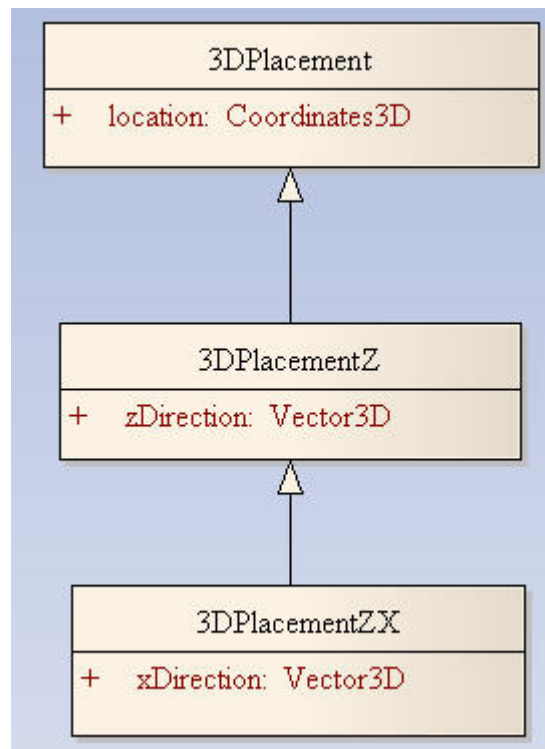 3DPlacement
+ location: Coordinates3D
3DPlacementZ
+ zDirection: Vector3D
3DPlacementZX
+ xDirection: Vector3D